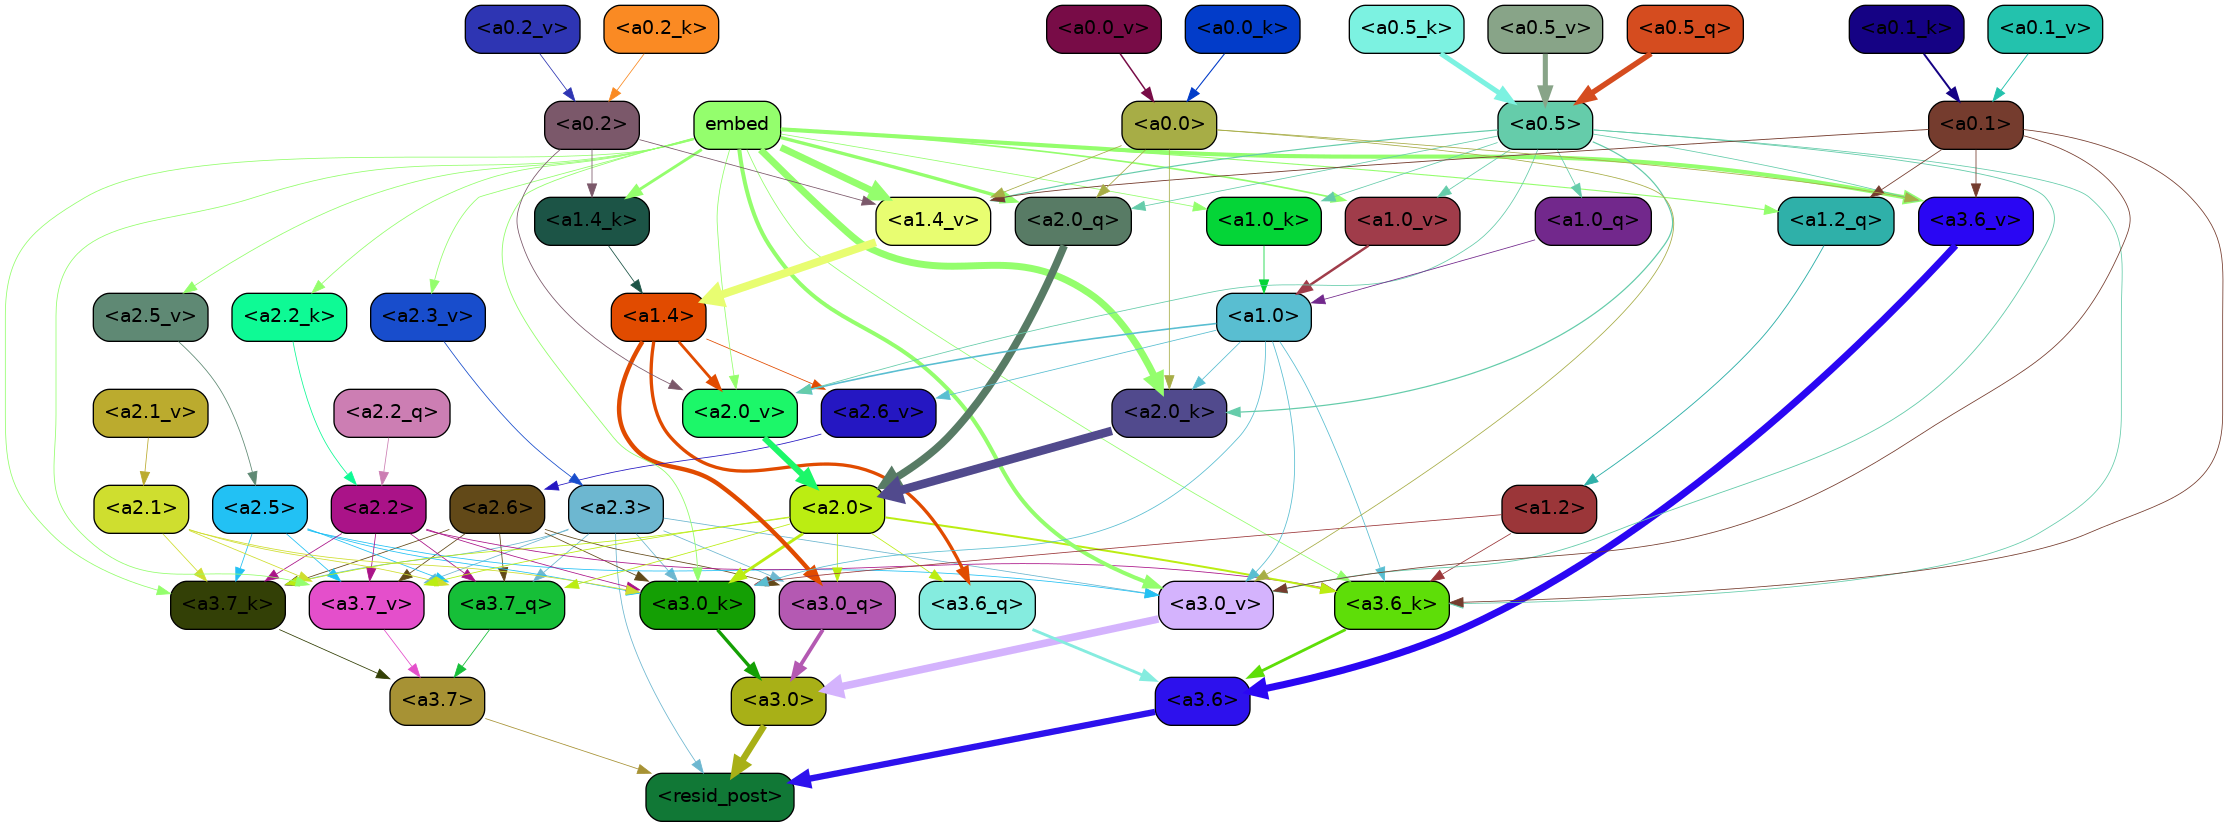 <a0.2_v> <a0.2_k> <a0.0_v> <a0.0_k> <a0.5_k> <a0.5_v> <a0.5_q> <a0.1_k> <a0.1_v>
<a0.2> embed <a0.0> <a0.5> <a0.1>
<a1.4_k> <a1.4_v> <a2.0_q> <a1.0_k> <a1.0_v> <a1.0_q> <a1.2_q> <a3.6_v>
<a2.5_v> <a2.2_k> <a2.3_v> <a1.4> <a1.0>
<a2.1_v> <a2.2_q> <a2.0_v> <a2.6_v> <a2.0_k>
<a2.1> <a2.5> <a2.2> <a2.6> <a2.3> <a2.0> <a1.2>
<a3.7_k> <a3.7_v> <a3.7_q> <a3.0_k> <a3.0_q> <a3.6_q> <a3.0_v> <a3.6_k>
<a3.7> <a3.0> <a3.6>
<resid_post>